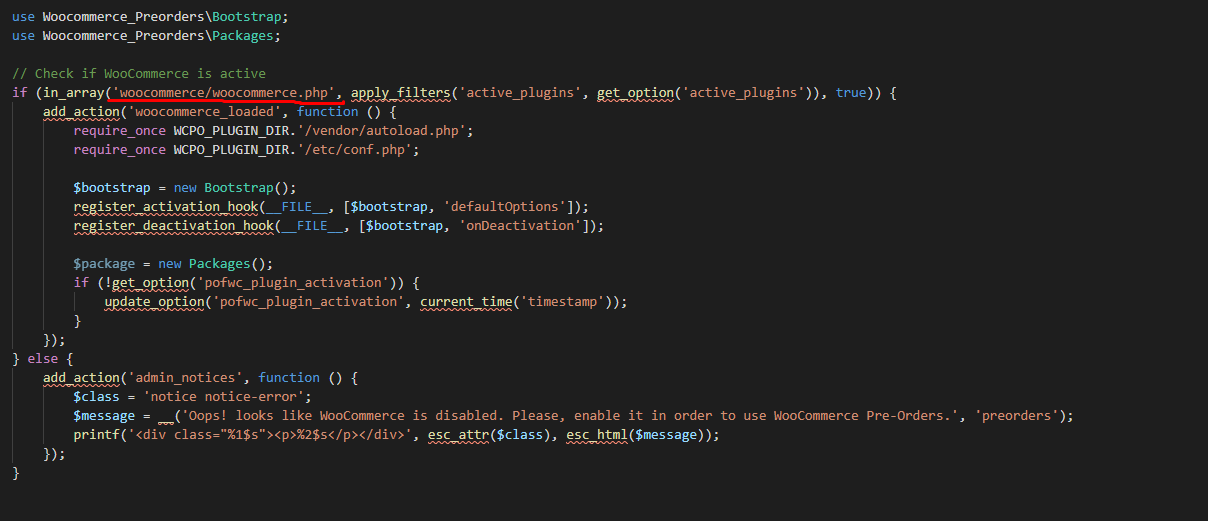 use Woocommerce_Preorders\Bootstrap;
use Woocommerce_Preorders\Packages;
// Check if WooCommerce is active
if (in_array('woocommerce/woocommerce.php', apply_filters('active_plugins', get_option('active_plugins')), true)) {
add_action('woocommerce_loaded', function () {
require_once WCPO_PLUGIN_DIR.'/vendor/autoload.php';
require_once WCPO_PLUGIN_DIR.'/etc/conf.php';
$bootstrap = new Bootstrap();
register_activation_hook(__FILE__, [$bootstrap, 'defaultOptions']);
register_deactivation_hook(__FILE__, [$bootstrap, 'onDeactivation']);
$package = new Packages();
if (!get_option('pofwc_plugin_activation')) {
update_option('pofwc_plugin_activation', current_time('timestamp'));
}
});
} else {
add_action('admin_notices', function () {
$class = 'notice notice-error';
$message = __('Oops! looks like WooCommerce is disabled. Please, enable it in order to use WooCommerce Pre-Orders.', 'preorders');
printf('<div class="%1$s"><p>%2$s</p></div>', esc_attr($class), esc_html($message));
});
}